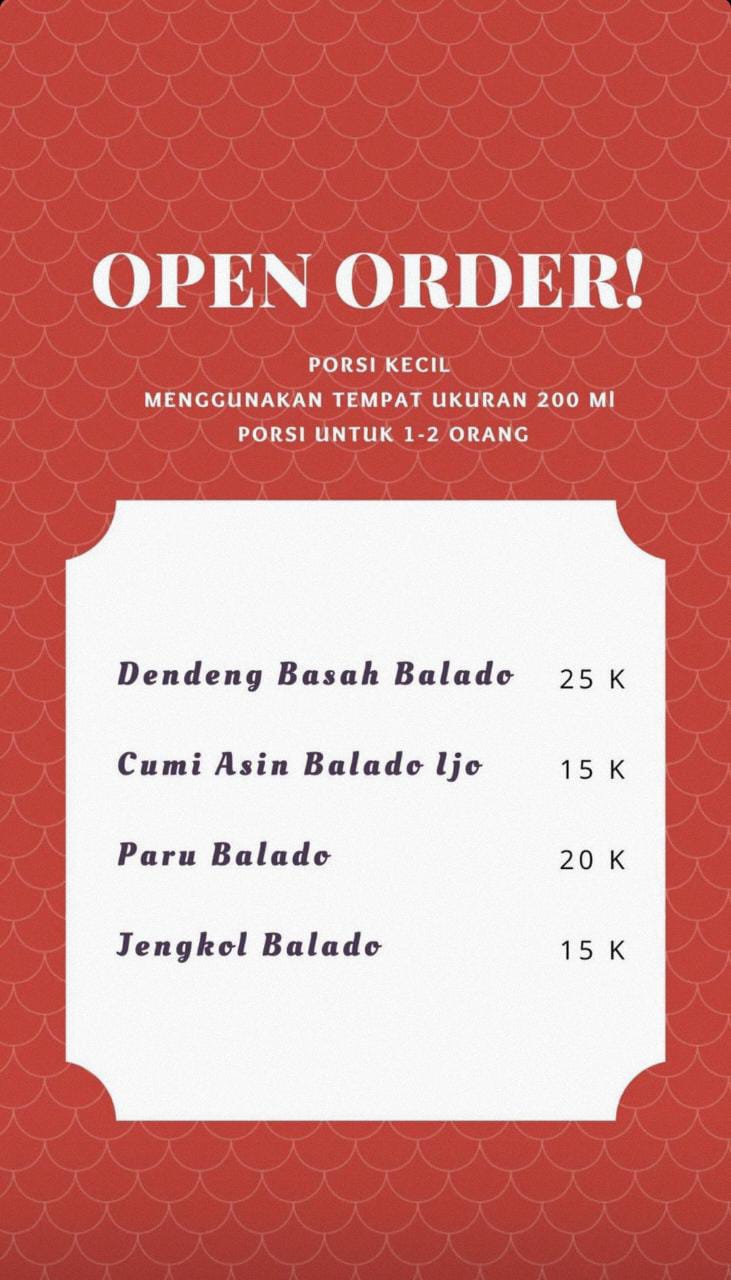 OPEN ORDER!
PORSI KECIL
MENGGUNAKAN TEMPAT UKURAN 200 Ml
PORSI UNTUK 1-2 ORANG
Dendeng Basah Balado 25 K
Cumi Asin Balado Ijo 15 K
Paru Balado 20 K
Jengkol Balado 15 K